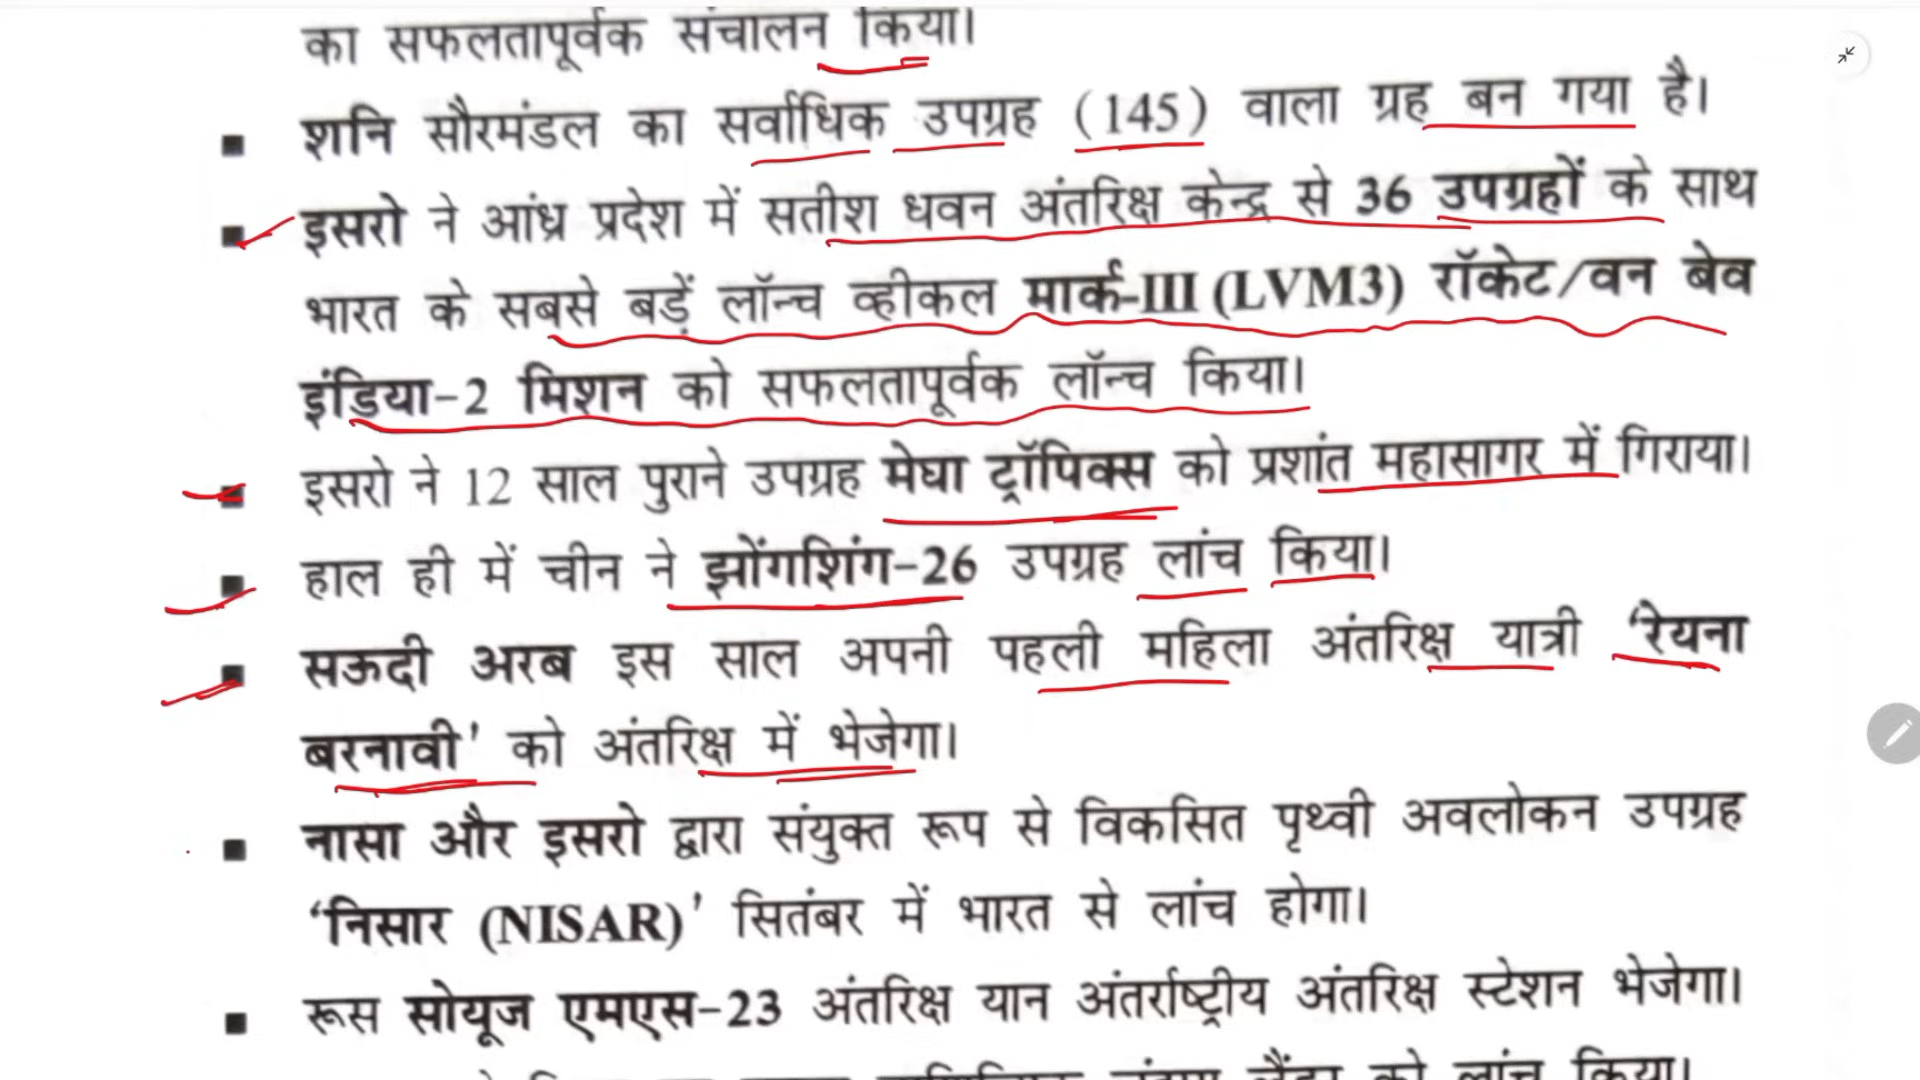 का सफलतापूर्वक संचालन किया।
शनि सौरमंडल का सर्वाधिक उपग्रह (145) वाला ग्रह बन गया है।
इसरो ने आंध्र प्रदेश में सतीश धवन अंतरिक्ष केन्द्र से 36 उपग्रहों के साथ
भारत के सबसे बड़ें लॉन्च व्हीकल मार्क-III (LVM3) रॉकेट/वन बेव
इंडिया-2 मिशन को सफलतापूर्वक लॉन्च किया।
इसरो ने 12 साल पुराने उपग्रह मेघा ट्रॉपिक्स को प्रशांत महासागर में गिराया।
हाल ही में चीन ने झोंगशिंग-26 उपग्रह लांच किया।
सऊदी अरब इस साल अपनी पहली महिला अंतरिक्ष यात्री ‘रेयना
बरनावी’ को अंतरिक्ष में भेजेगा।
नासा और इसरो द्वारा संयुक्त रूप से विकसित पृथ्वी अवलोकन उपग्रह
‘निसार (NISAR)’ सितंबर में भारत से लांच होगा।
रूस सोयूज एमएस-23 अंतरिक्ष यान अंतर्राष्ट्रीय अंतरिक्ष स्टेशन भेजेगा।
को लांच किया।